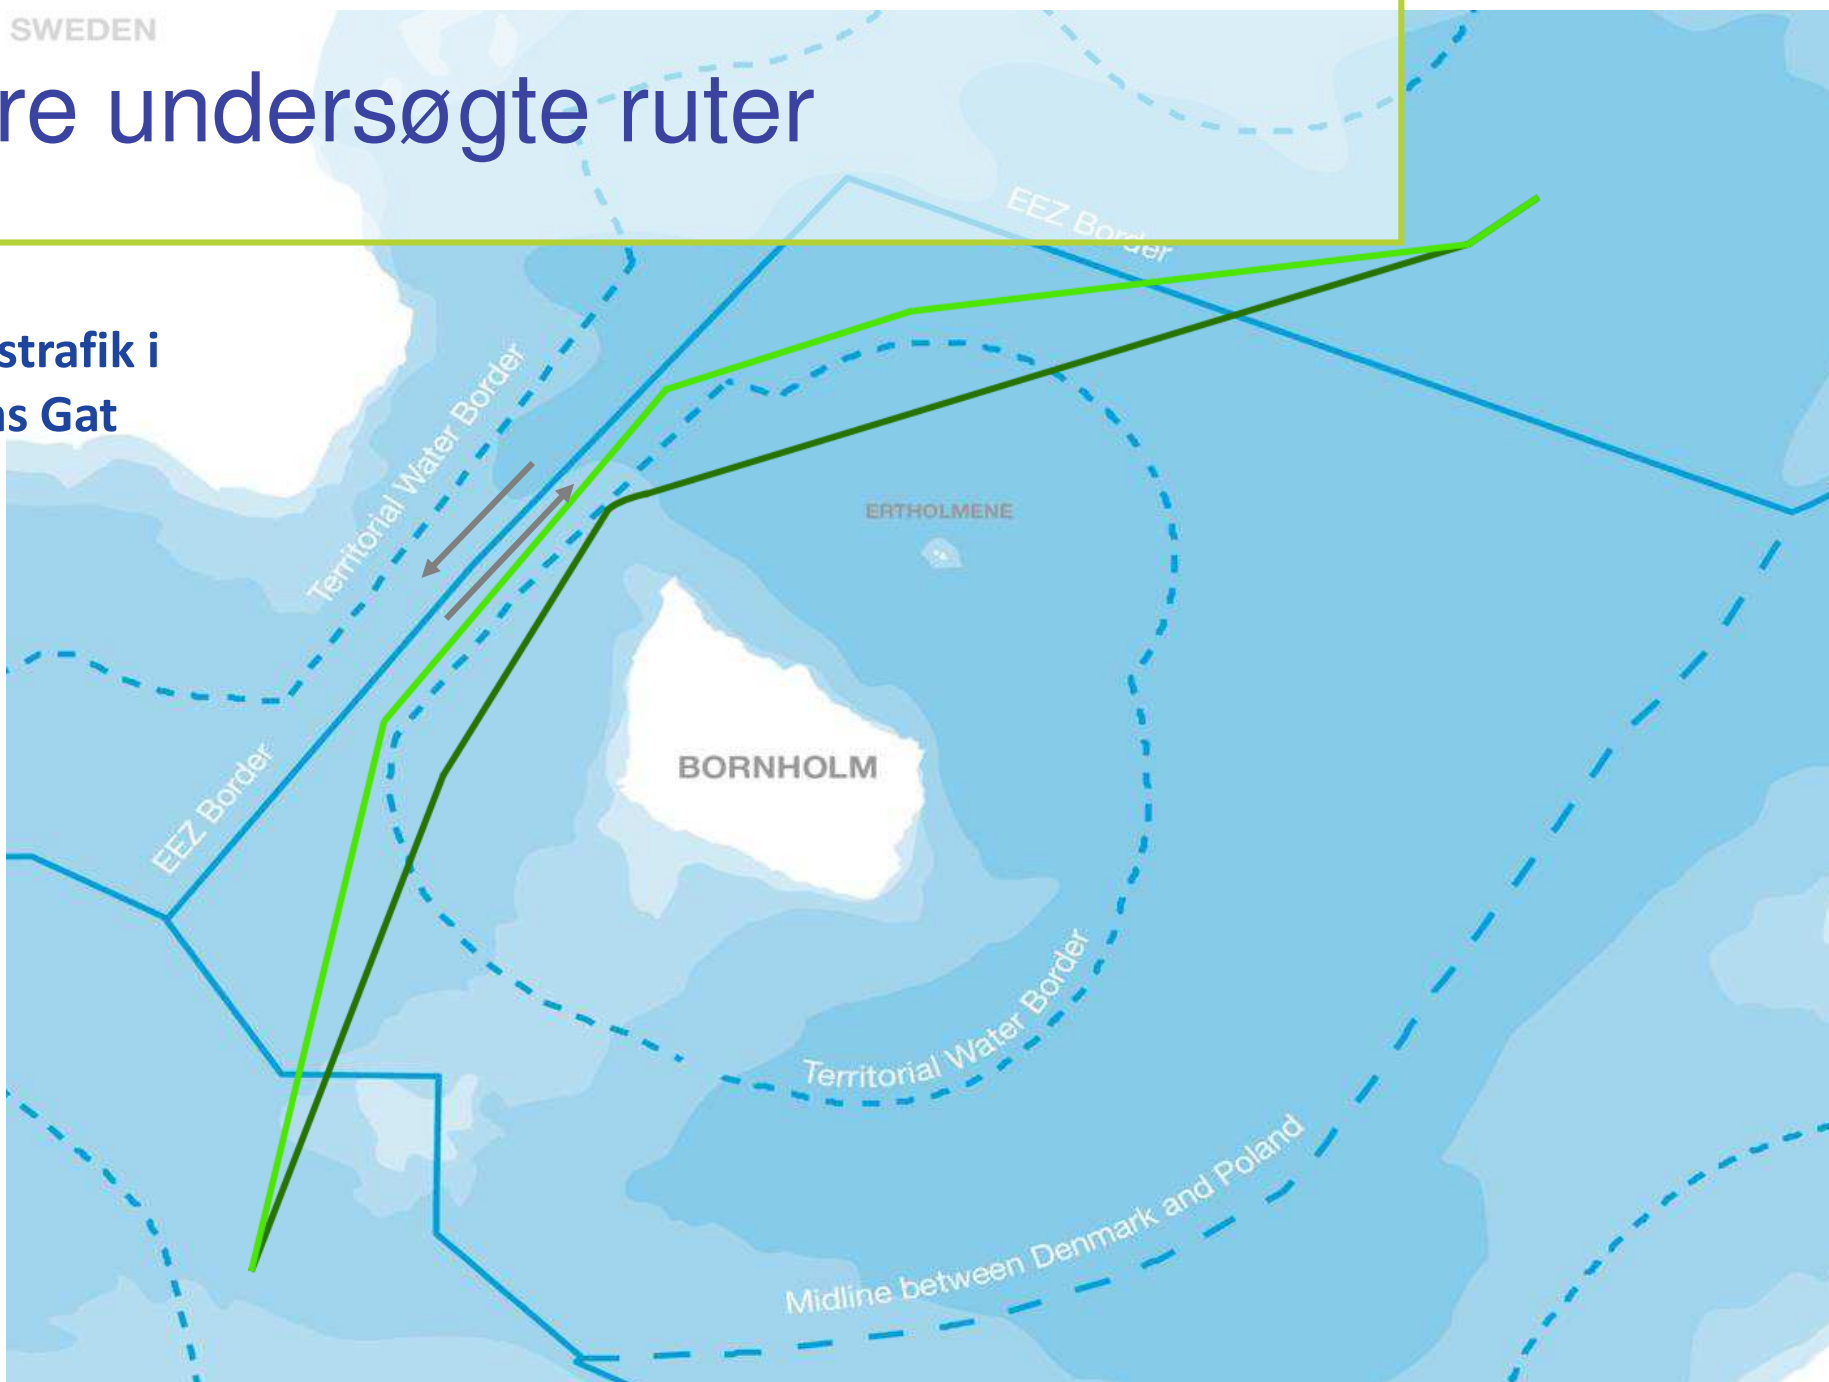 SWEDEN
re undersøgte ruter
EEZ Border
strafik i
ns Gat
Territorial Water Border
ERTHOLMENE
BORNHOLM
EEZ Border
Territorial Water Border
Midline between Denmark and Poland